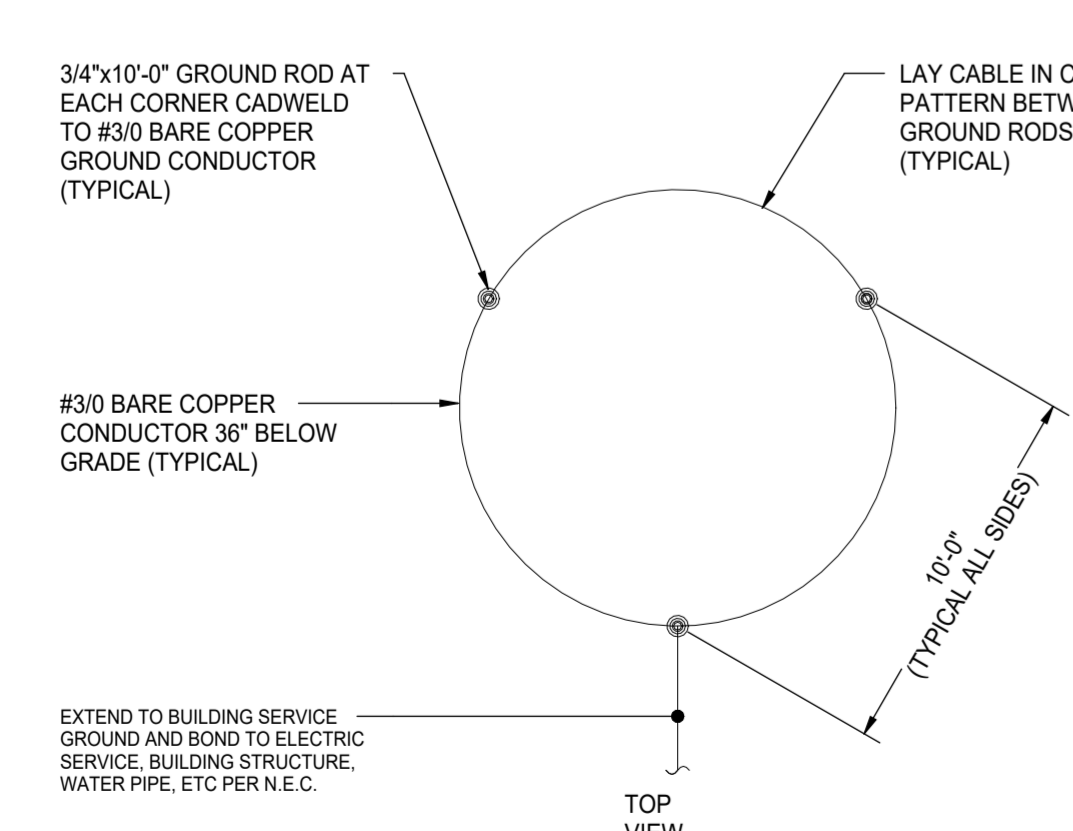 3/4"x10'-0" GROUND ROD AT
EACH CORNER CADWELD
TO #3/0 BARE COPPER
GROUND CONDUCTOR
(TYPICAL)
LAY CABLE IN
PATTERN
GROUND RODS
(TYPICAL)
#3/0 BARE COPPER
CONDUCTOR 36" BELOW
GRADE (TYPICAL)
10'-0"
(TYPICAL ALL SIDES)
EXTEND TO BUILDING SERVICE
GROUND AND BOND TO ELECTRIC
SERVICE, BUILDING STRUCTURE,
WATER PIPE, ETC PER N.E.C.
TOP
VIEW